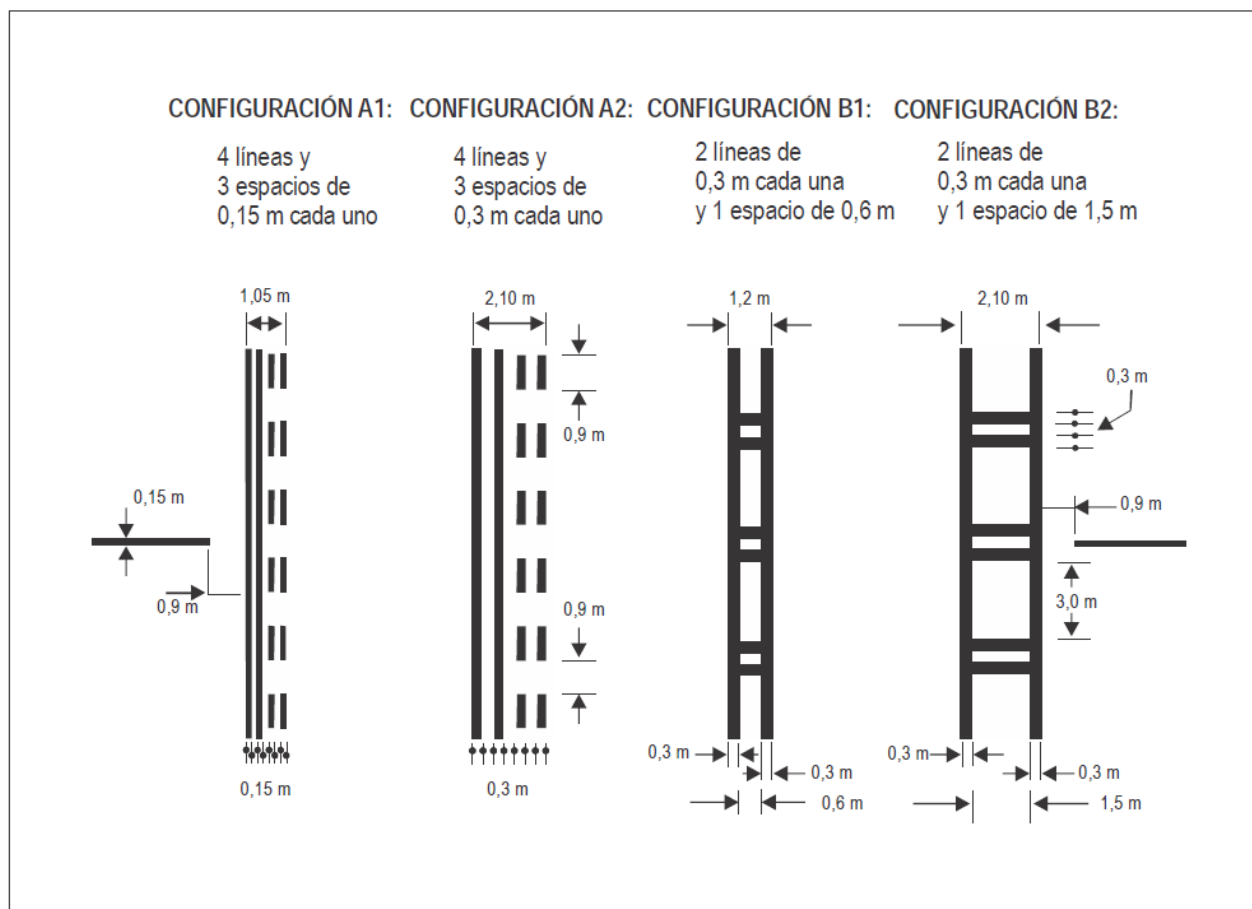 CONFIGURACIÓN A1:
4 líneas y
3 espacios de
0,15 m cada uno
CONFIGURACIÓN A2:
4 líneas y
3 espacios de
0,3 m cada uno
CONFIGURACIÓN B1:
2 líneas de
0,3 m cada una
y 1 espacio de 0,6 m
CONFIGURACIÓN B2:
2 líneas de
0,3 m cada una
y 1 espacio de 1,5 m
1,05 m
0,15 m
0,9 m
0,15 m
2,10 m
0,9 m
0,9 m
0,3 m
1,2 m
0,3 m
0,3 m
0,6 m
2,10 m
0,3 m
0,9 m
3,0 m
0,3 m
0,3 m
1,5 m